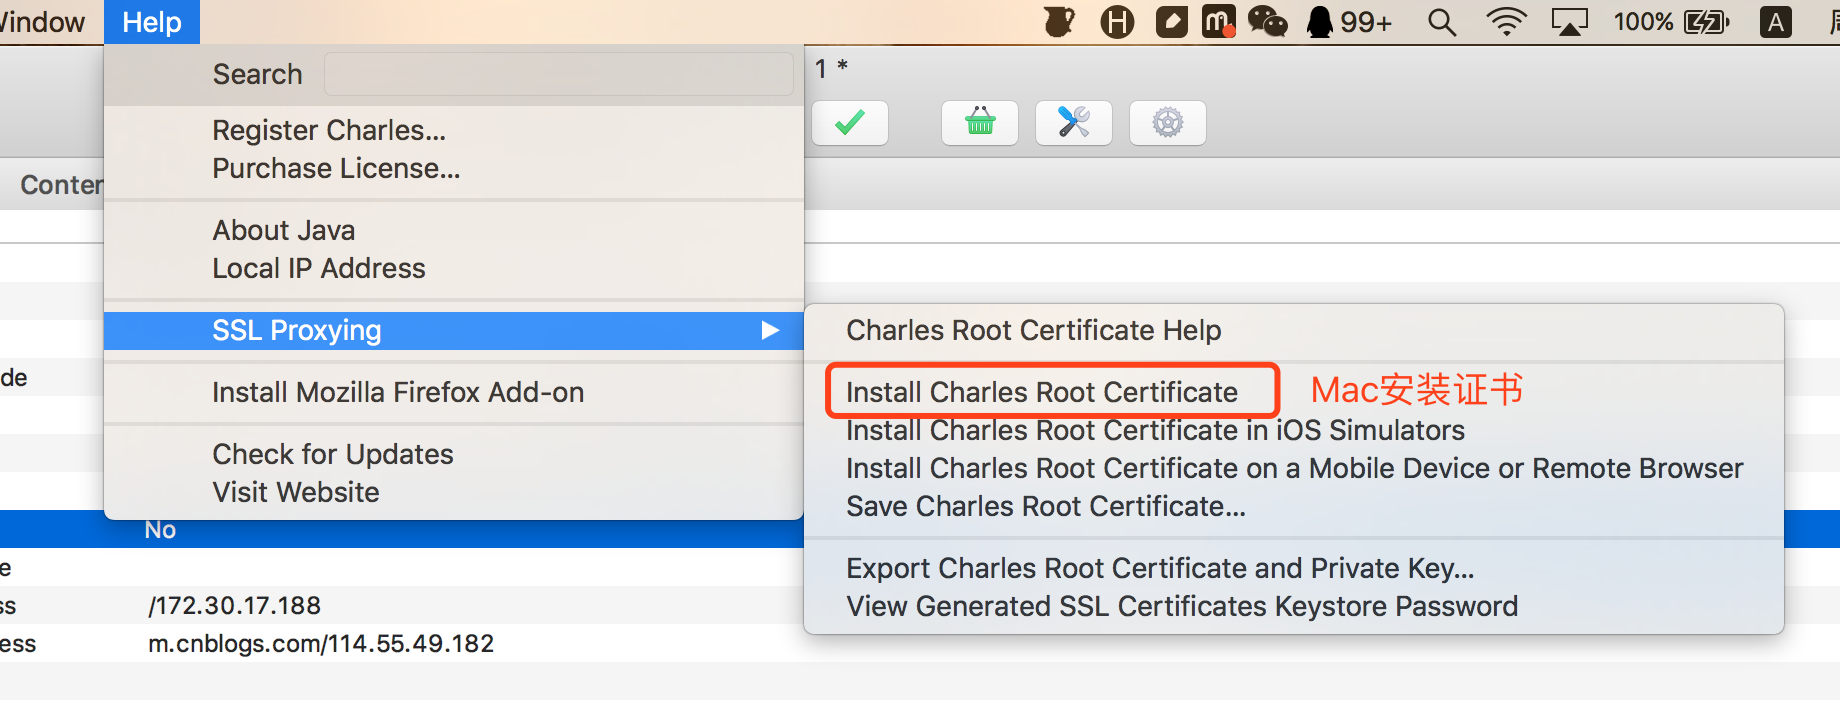 Window Help 99+ 100% A
Search
1 *
Register Charles...
Purchase License...
About Java
Local IP Address
SSL Proxying
Install Mozilla Firefox Add-on
Check for Updates
Visit Website
Charles Root Certificate Help
Install Charles Root Certificate Mac安装证书
Install Charles Root Certificate in iOS Simulators
Install Charles Root Certificate on a Mobile Device or Remote Browser
Save Charles Root Certificate...
Export Charles Root Certificate and Private Key...
View Generated SSL Certificates Keystore Password
Conter
de
No
e
ss /172.30.17.188
ess m.cnblogs.com/114.55.49.182